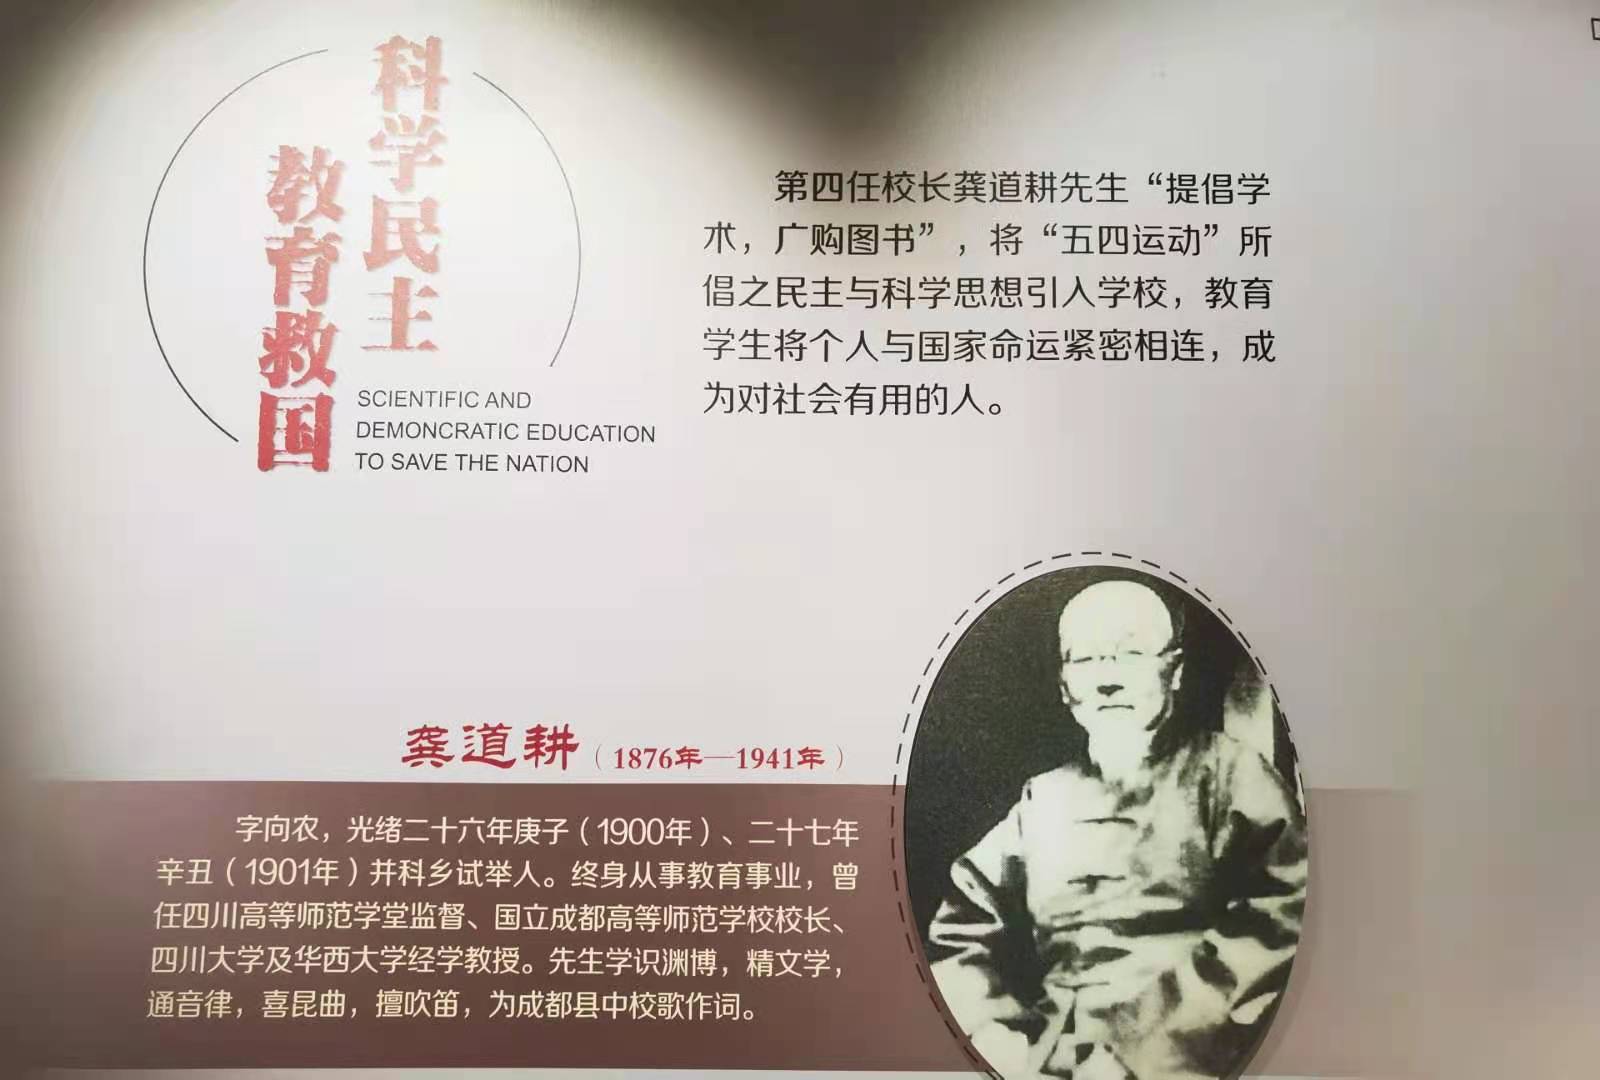 科学民主
教育救国
SCIENTIFIC AND
DEMONCRATIC EDUCATION
TO SAVE THE NATION
第四任校长龚道耕先生“提倡学
术，广购图书”，将“五四运动”所
倡之民主与科学思想引入学校，教育
学生将个人与国家命运紧密相连，成
为对社会有用的人。
龚道耕（1876年—1941年）
字向农，光绪二十六年庚子（1900年）、二十七年
辛丑（1901年）并科乡试举人。终身从事教育事业，曾
任四川高等师范学堂监督、国立成都高等师范学校校长、
四川大学及华西大学经学教授。先生学识渊博，精文学，
通音律，喜昆曲，擅吹笛，为成都县中校歌作词。